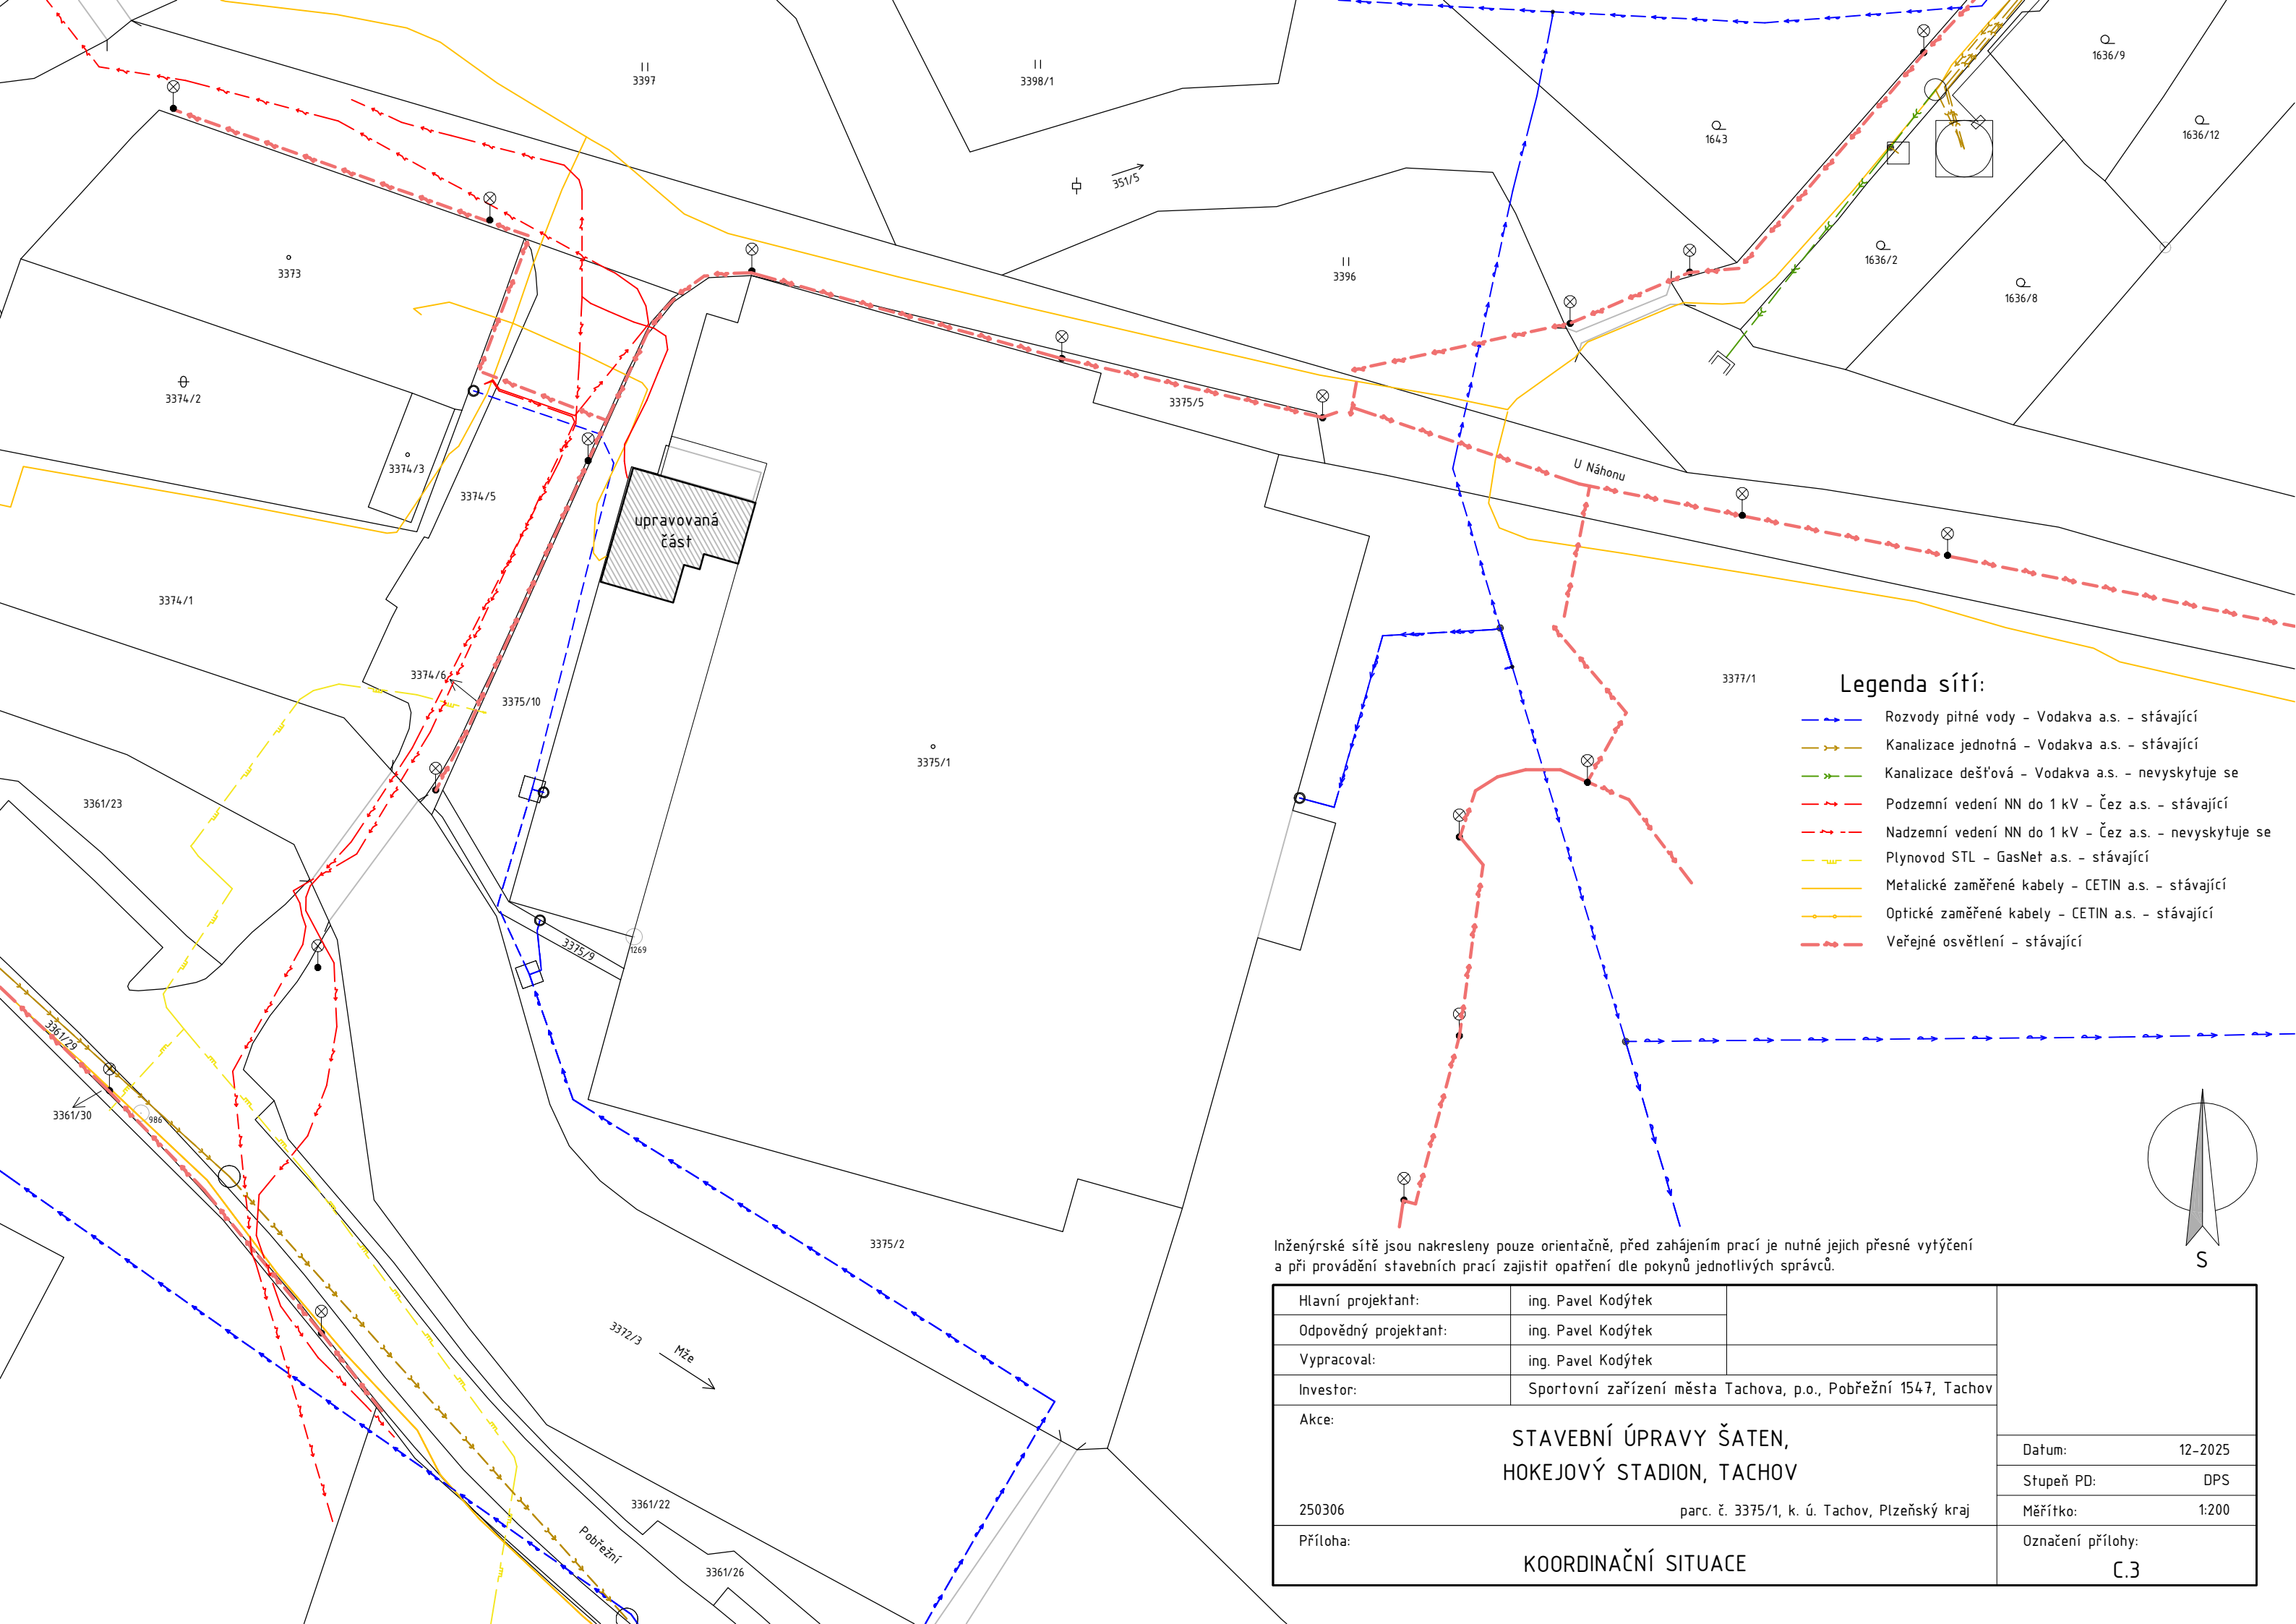 3397
3398/1
351/5
1643
1636/9
1636/12
1636/2
1636/8
3396
3373
3374/2
3374/3
3374/5
3375/5
U Náhonu
upravovaná
část
3374/1
3374/6
3375/10
3375/1
3377/1
3361/23
3375/9
1269
3361/29
3361/30
986
3375/2
3372/3
Mže
3361/22
Pobřežní
3361/26
Legenda sítí:
Rozvody pitné vody - Vodakva a.s. - stávající
Kanalizace jednotná - Vodakva a.s. - stávající
Kanalizace dešťová - Vodakva a.s. - nevyskytuje se
Podzemní vedení NN do 1 kV - Čez a.s. - stávající
Nadzemní vedení NN do 1 kV - Čez a.s. - nevyskytuje se
Plynovod STL - GasNet a.s. - stávající
Metalické zaměřené kabely - CETIN a.s. - stávající
Optické zaměřené kabely - CETIN a.s. - stávající
Veřejné osvětlení - stávající
S
Inženýrské sítě jsou nakresleny pouze orientačně, před zahájením prací je nutné jejich přesné vytýčení
a při provádění stavebních prací zajistit opatření dle pokynů jednotlivých správců.
Hlavní projektant: ing. Pavel Kodýtek
Odpovědný projektant: ing. Pavel Kodýtek
Vypracoval: ing. Pavel Kodýtek
Investor: Sportovní zařízení města Tachova, p.o., Pobřežní 1547, Tachov
Akce:
STAVEBNÍ ÚPRAVY ŠATEN,
HOKEJOVÝ STADION, TACHOV
250306 parc. č. 3375/1, k. ú. Tachov, Plzeňský kraj
Datum: 12-2025
Stupeň PD: DPS
Měřítko: 1:200
Příloha:
KOORDINAČNÍ SITUACE
Označení přílohy:
C.3